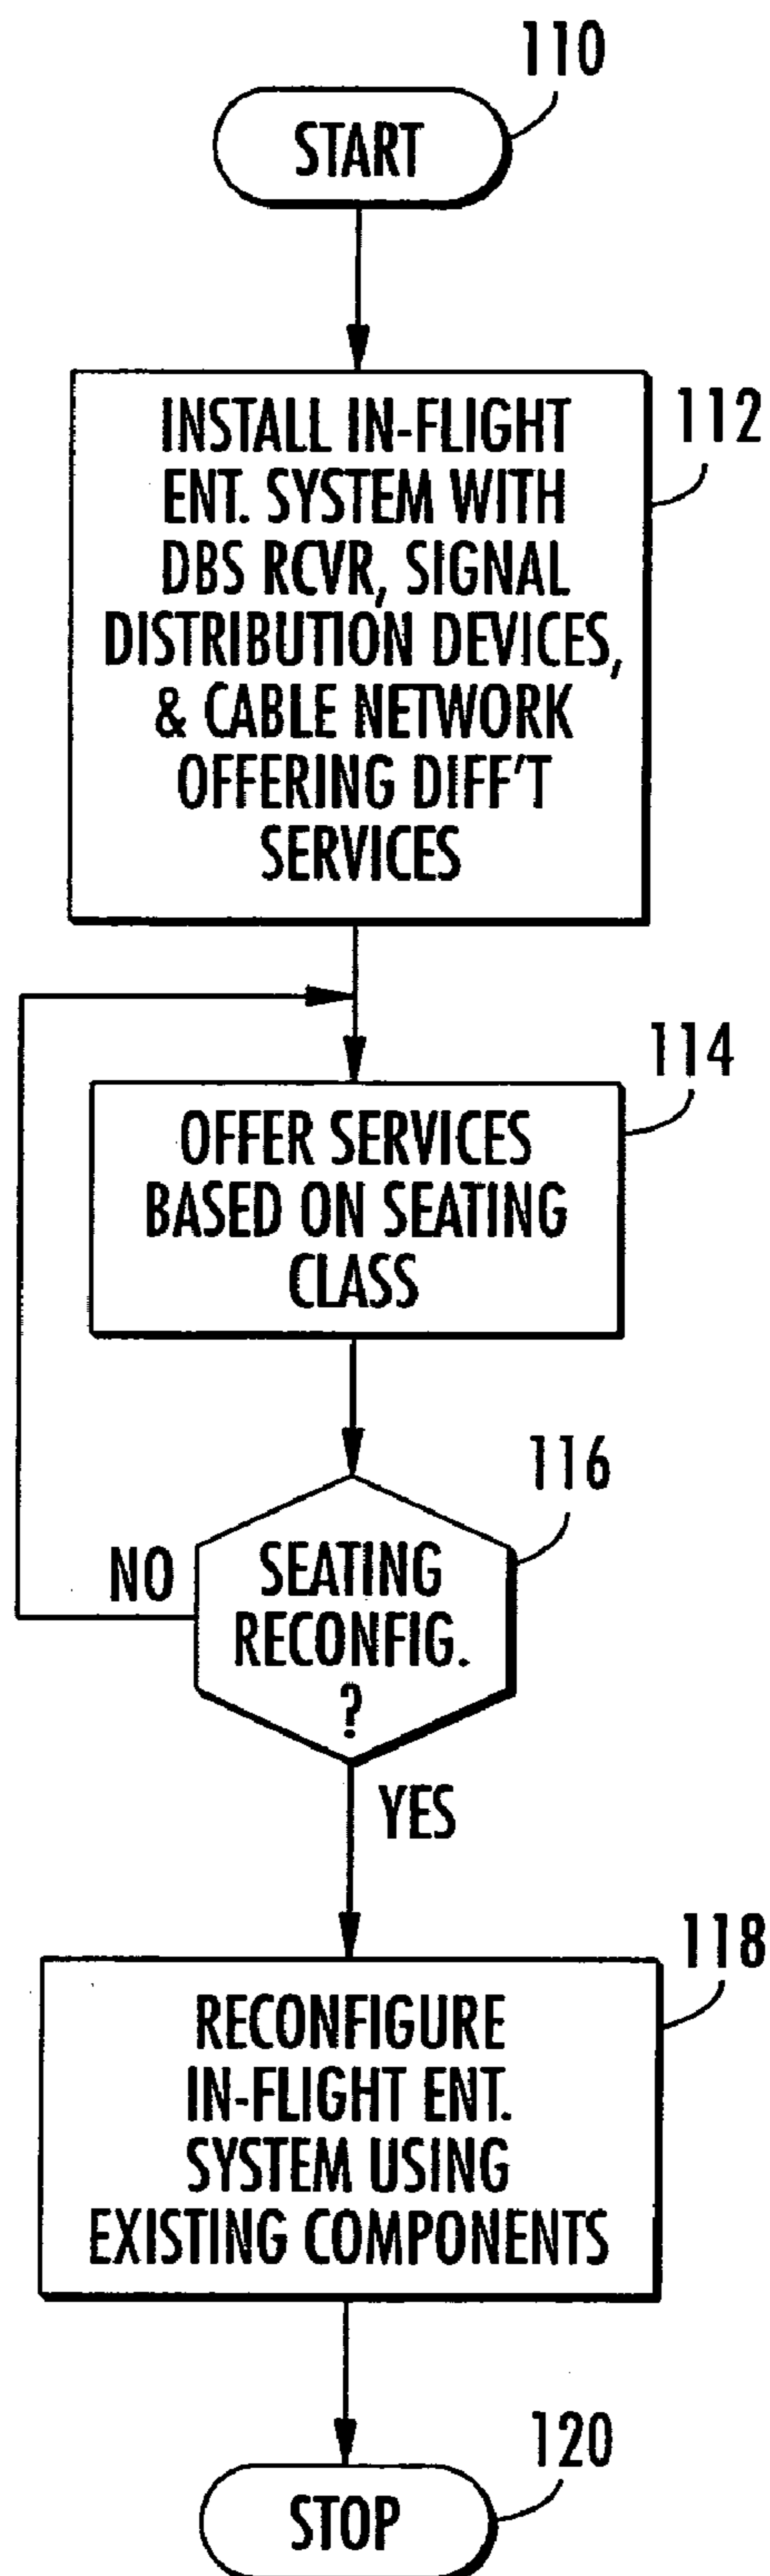 110
START
112
INSTALL IN-FLIGHT
ENT. SYSTEM WITH
DBS RCVR, SIGNAL
DISTRIBUTION DEVICES,
& CABLE NETWORK
OFFERING DIFF'T
SERVICES
114
OFFER SERVICES
BASED ON SEATING
CLASS
116
NO
SEATING
RECONFIG.
?
YES
118
RECONFIGURE
IN-FLIGHT ENT.
SYSTEM USING
EXISTING COMPONENTS
120
STOP